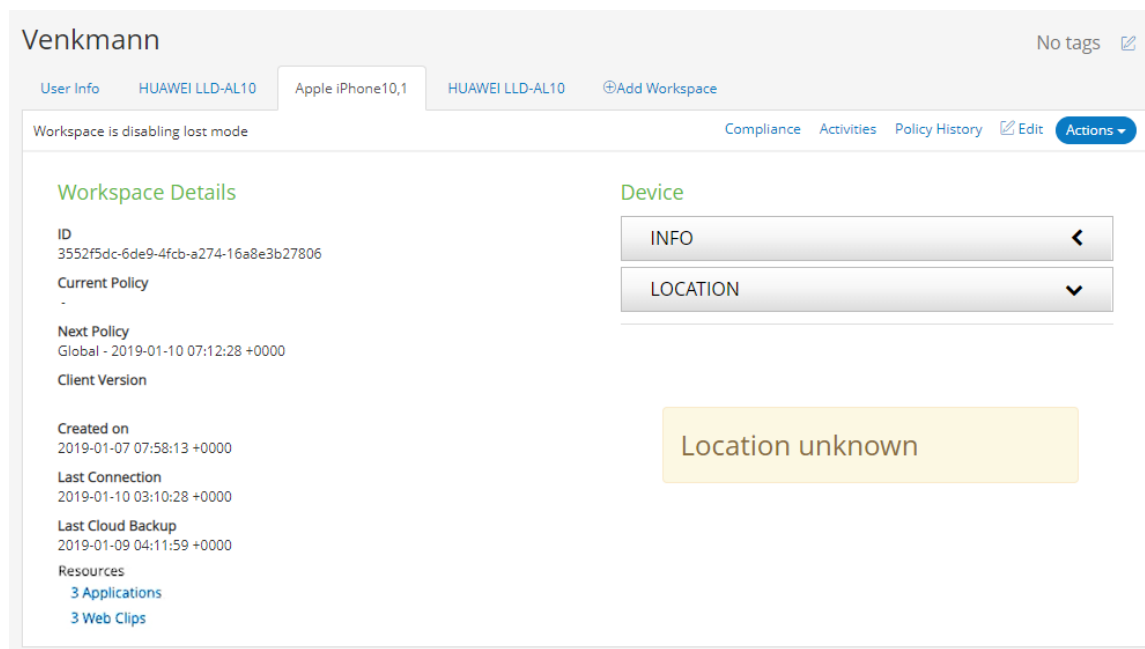 Venkmann
No tags
User Info HUAWEI LLD-AL10 Apple iPhone10,1 HUAWEI LLD-AL10 Add Workspace
Workspace is disabling lost mode Compliance Activities Policy History Edit Actions
Workspace Details
ID
3552f5dc-6de9-4fcb-a274-16a8e3b27806
Current Policy
-
Next Policy
Global - 2019-01-10 07:12:28 +0000
Client Version
Created on
2019-01-07 07:58:13 +0000
Last Connection
2019-01-10 03:10:28 +0000
Last Cloud Backup
2019-01-09 04:11:59 +0000
Resources
3 Applications
3 Web Clips
Device
INFO
LOCATION
Location unknown